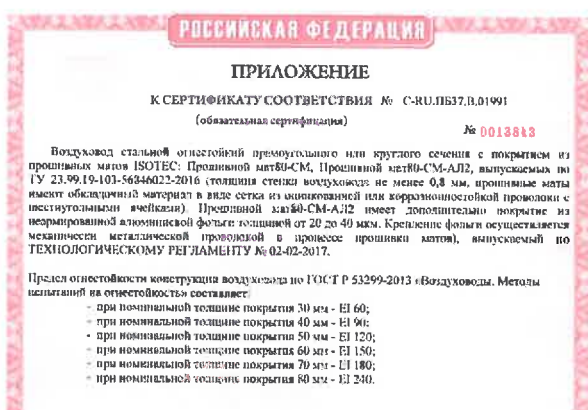 РОССИЙСКАЯ ФЕДЕРАЦИЯ
ПРИЛОЖЕНИЕ
К СЕРТИФИКАТУ СООТВЕТСТВИЯ № C-RU.ПБ37.В.01991
(обязательная сертификация)
№ 0013843
Воздуховод стальной огнестойкий прямоугольного или круглого сечения с покрытием из
прошивных матов ISOTEC: Прошивной мат80-СМ, Прошивной мат80-СМ-АЛ2, выпускаемых по
ТУ 23.99.19-103-56846022-2016 (толщина стенки воздуховода не менее 0,8 мм, прошивные маты
имеют обкладочный материал в виде сетки из оцинкованной или коррозионностойкой проволоки с
шестиугольными ячейками). Прошивной мат80-СМ-АЛ2 имеет дополнительно покрытие из
неармированной алюминиевой фольги толщиной от 20 до 40 мкм. Крепление фольги осуществляется
механически металлической проволокой в процессе прошивки матов), выпускаемый по
ТЕХНОЛОГИЧЕСКОМУ РЕГЛАМЕНТУ № 02-02-2017.
Предел огнестойкости конструкции воздуховода по ГОСТ Р 53299-2013 «Воздуховоды. Методы
испытаний на огнестойкость» составляет:
- при номинальной толщине покрытия 30 мм - EI 60;
- при номинальной толщине покрытия 40 мм - EI 90;
- при номинальной толщине покрытия 50 мм - EI 120;
- при номинальной толщине покрытия 60 мм - EI 150;
- при номинальной толщине покрытия 70 мм - EI 180;
- при номинальной толщине покрытия 80 мм - EI 240.